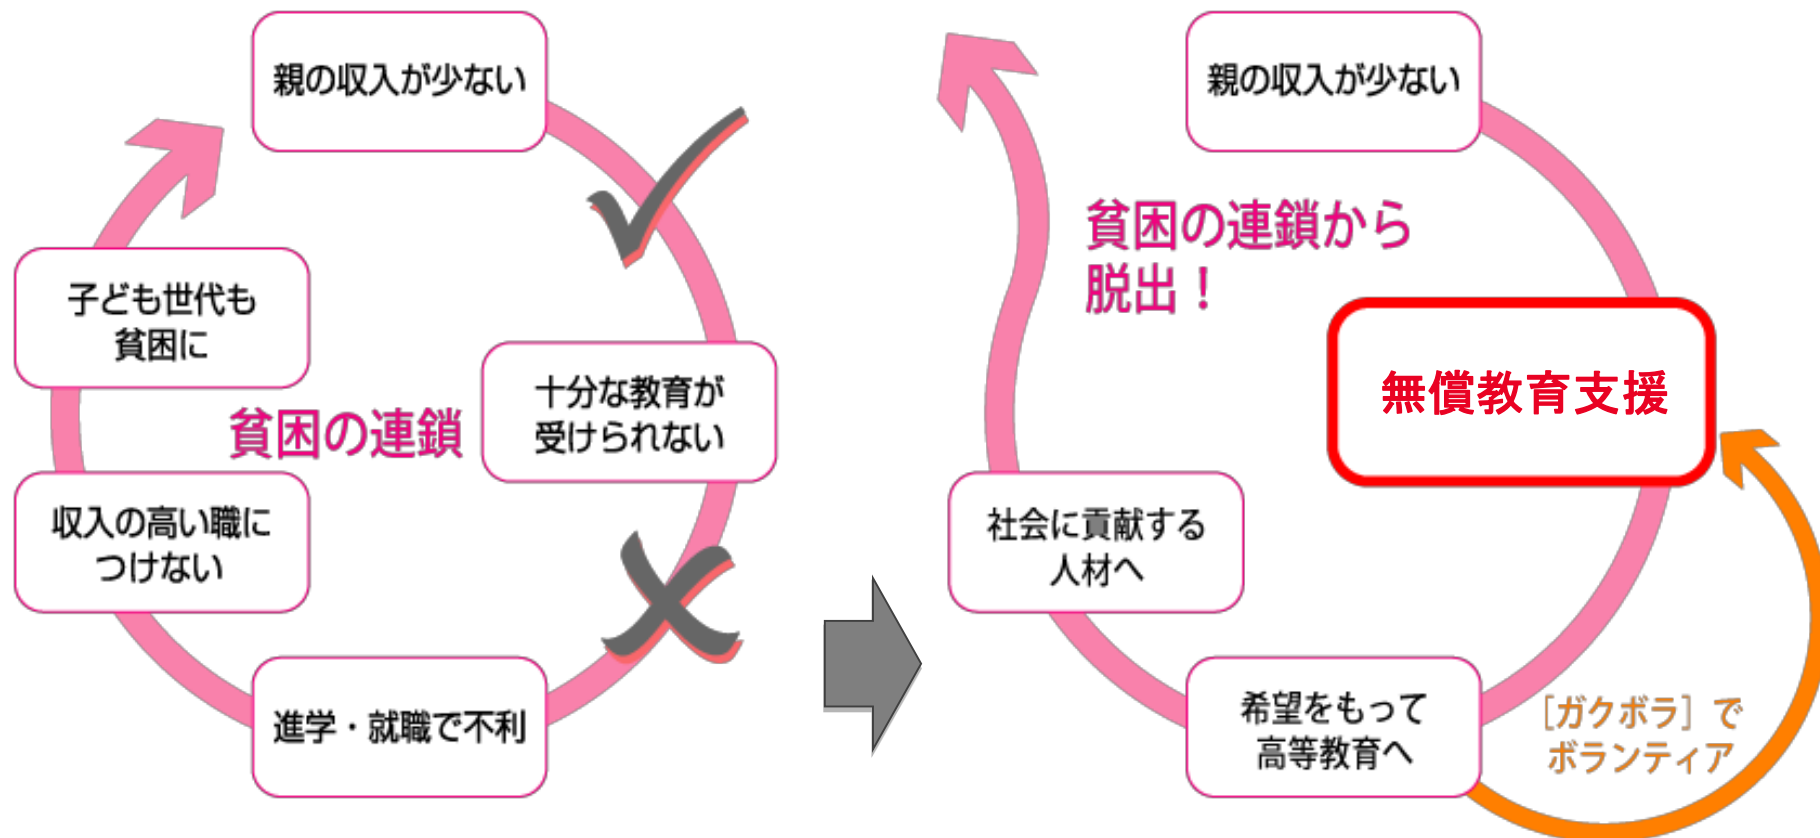 親の収入が少ない
十分な教育が
受けられない
進学・就職で不利
収入の高い職に
つけない
子ども世代も
貧困に
貧困の連鎖
親の収入が少ない
無償教育支援
希望をもって
高等教育へ
[ガクボラ] で
ボランティア
社会に貢献する
人材へ
貧困の連鎖から
脱出！